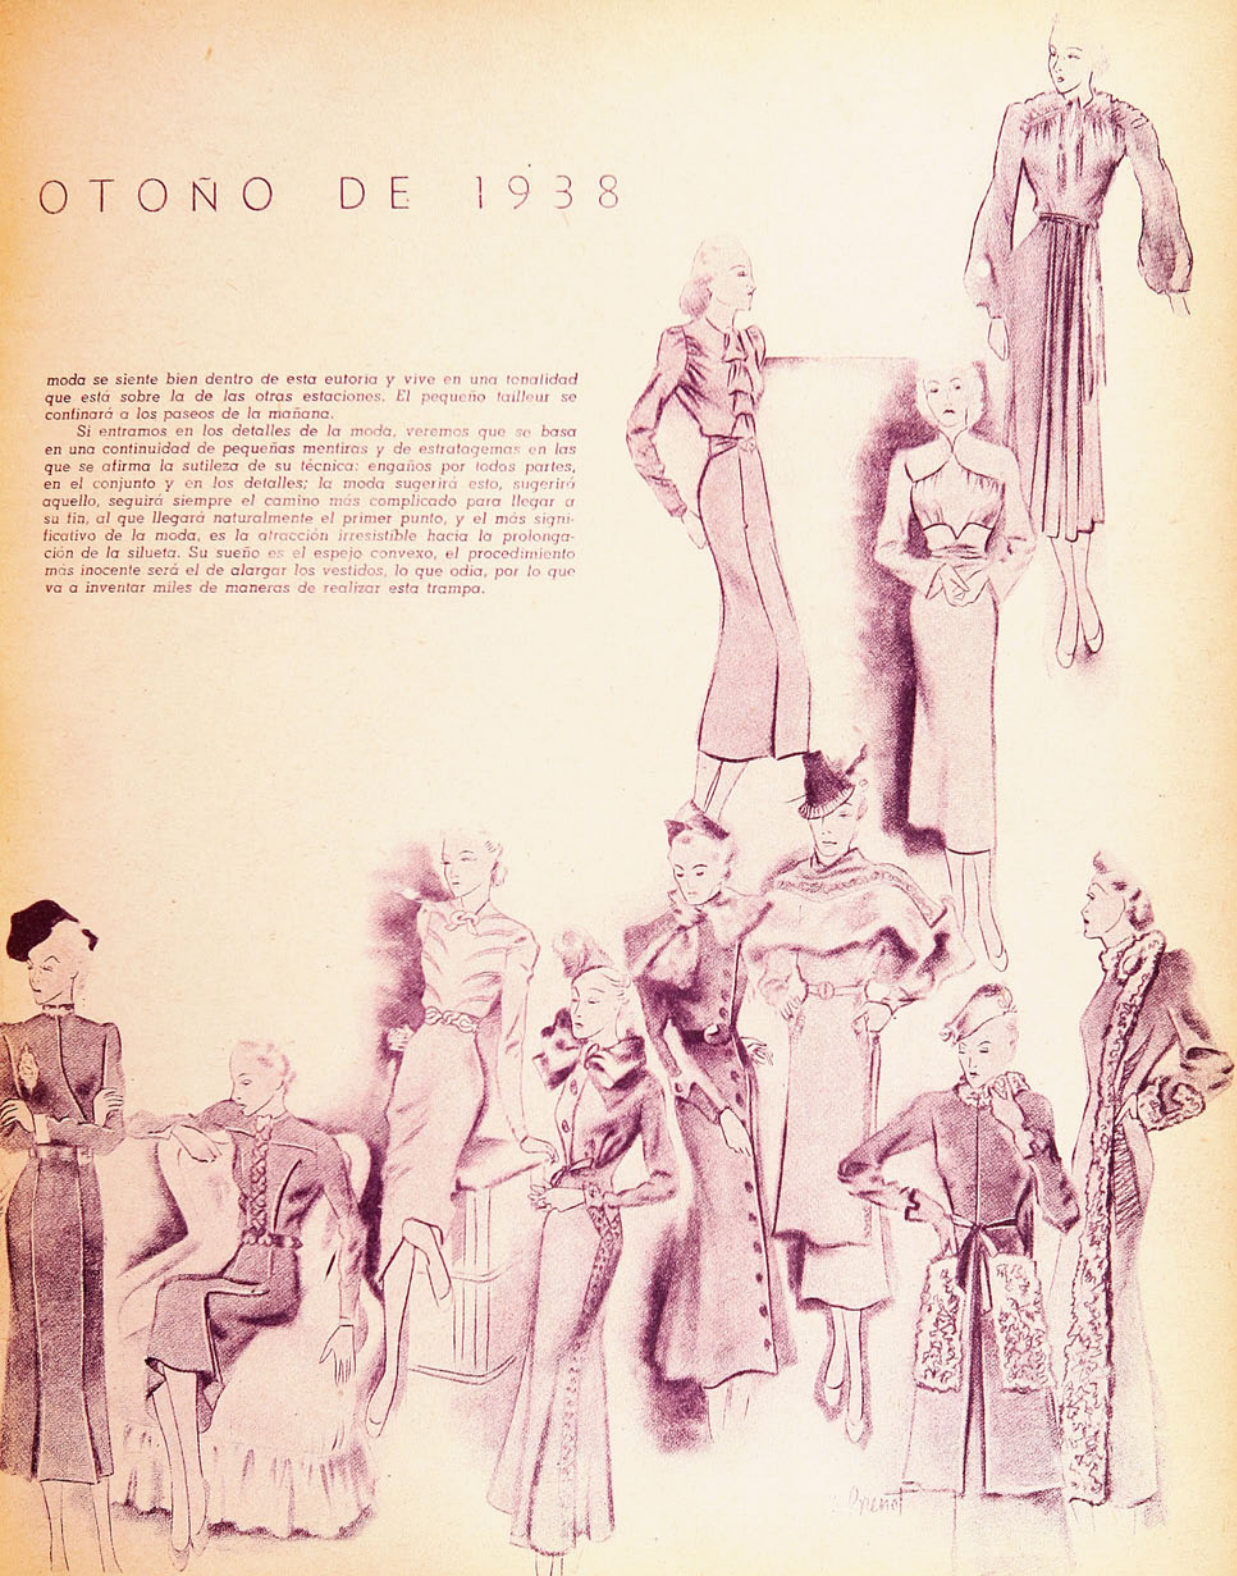 OTOÑO DE 1938
moda se siente bien dentro de esta euforia y vive en una tonalidad
que está sobre la de las otras estaciones. El pequeño tailleur se
confinará a los paseos de la mañana.
Si entramos en los detalles de la moda, veremos que se basa
en una continuidad de pequeñas mentiras y de estratagemas en las
que se afirma la sutileza de su técnica: engaños por todos partes,
en el conjunto y en los detalles; la moda sugerirá esto, sugerirá
aquello, seguirá siempre el camino más complicado para llegar a
su fin, al que llegará naturalmente el primer punto, y el más signi-
ficativo de la moda, es la atracción irresistible hacia la prolonga-
ción de la silueta. Su sueño es el espejo convexo, el procedimiento
más inocente será el de alargar los vestidos, lo que odia, por lo que
va a inventar miles de maneras de realizar esta trampa.